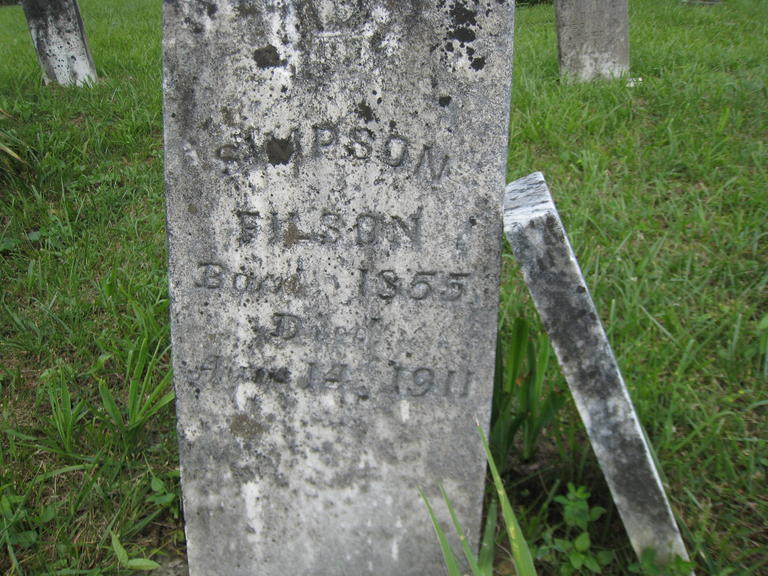 SIMPSON
FILSON
Born 1855
Died
14, 1911